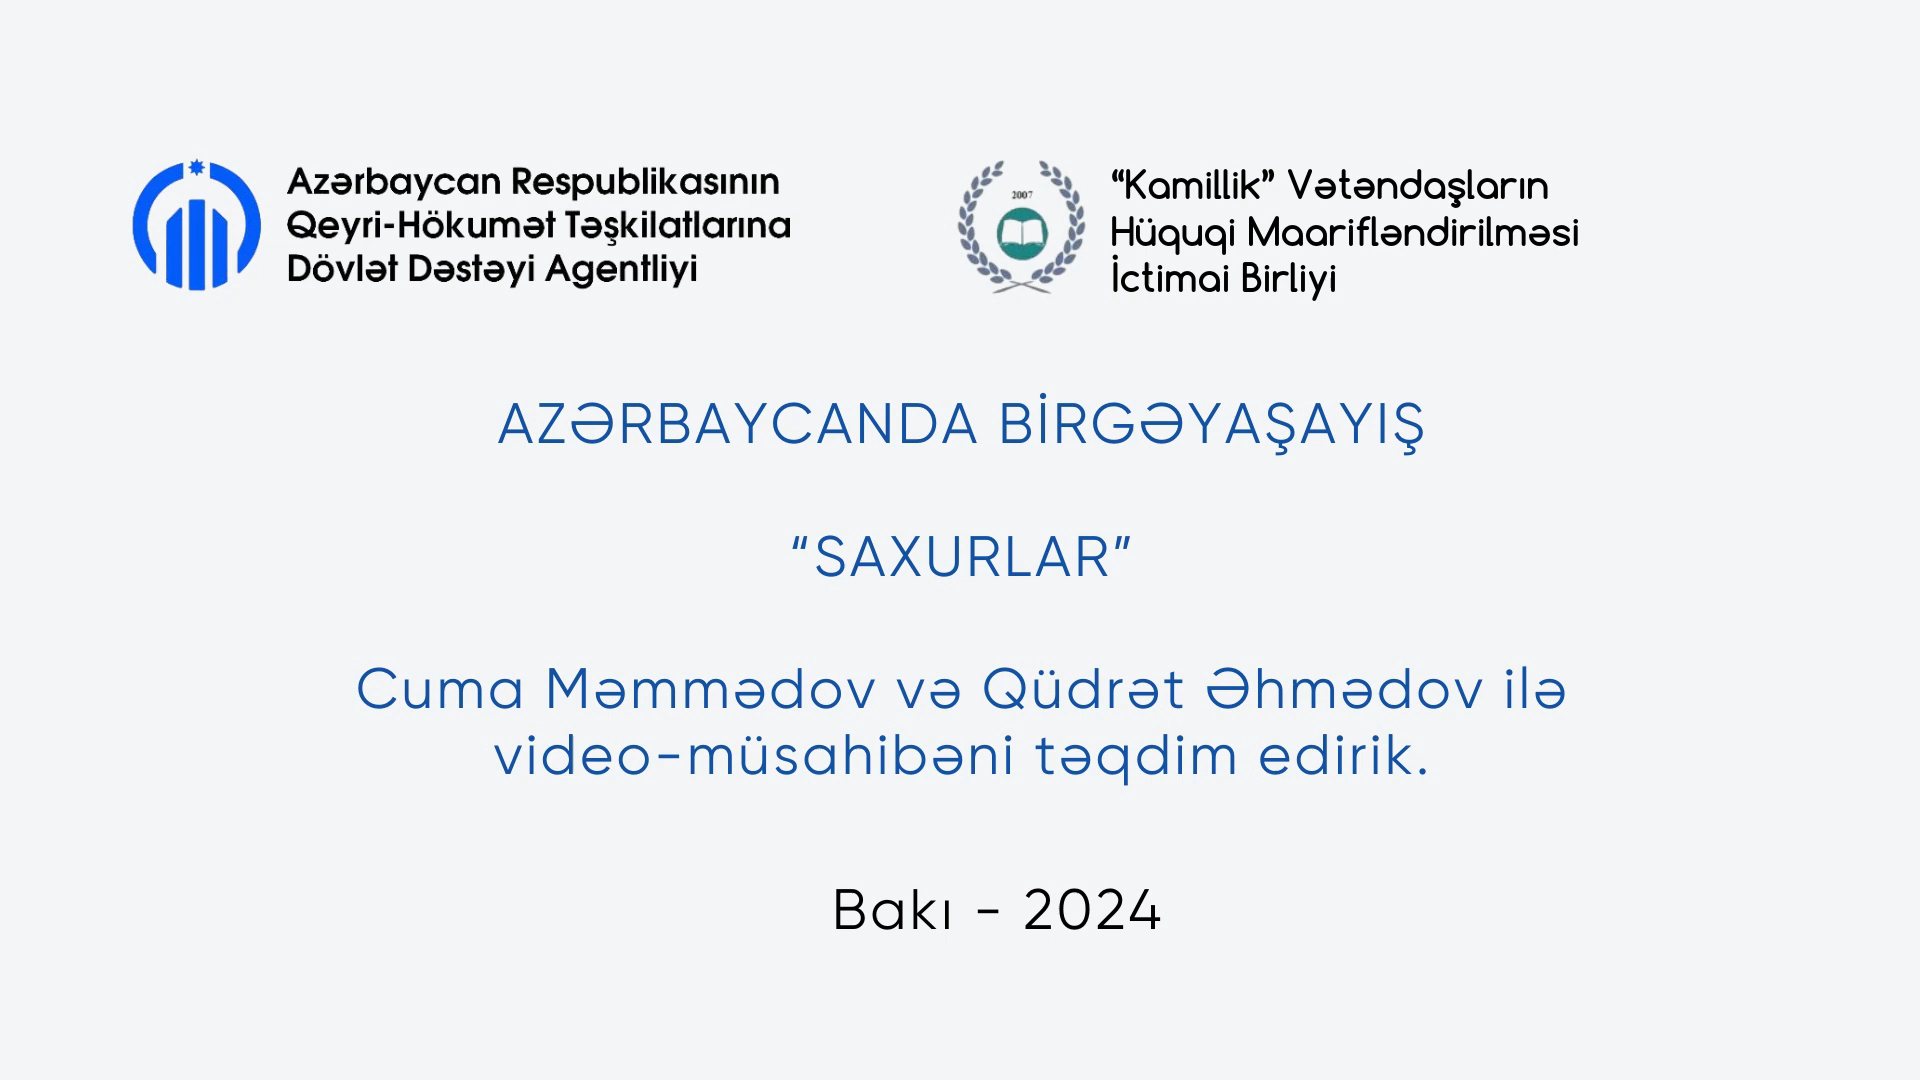 Azərbaycan Respublikasının
Qeyri-Hökumət Təşkilatlarına
Dövlət Dəstəyi Agentliyi
2007
“Kamillik” Vətəndaşların
Hüquqi Maarifləndirilməsi
İctimai Birliyi
AZƏRBAYCANDA BİRGƏYAŞAYIŞ
“SAXURLAR”
Cuma Məmmədov və Qüdrət Əhmədov ilə
video-müsahibəni təqdim edirik.
Bakı - 2024